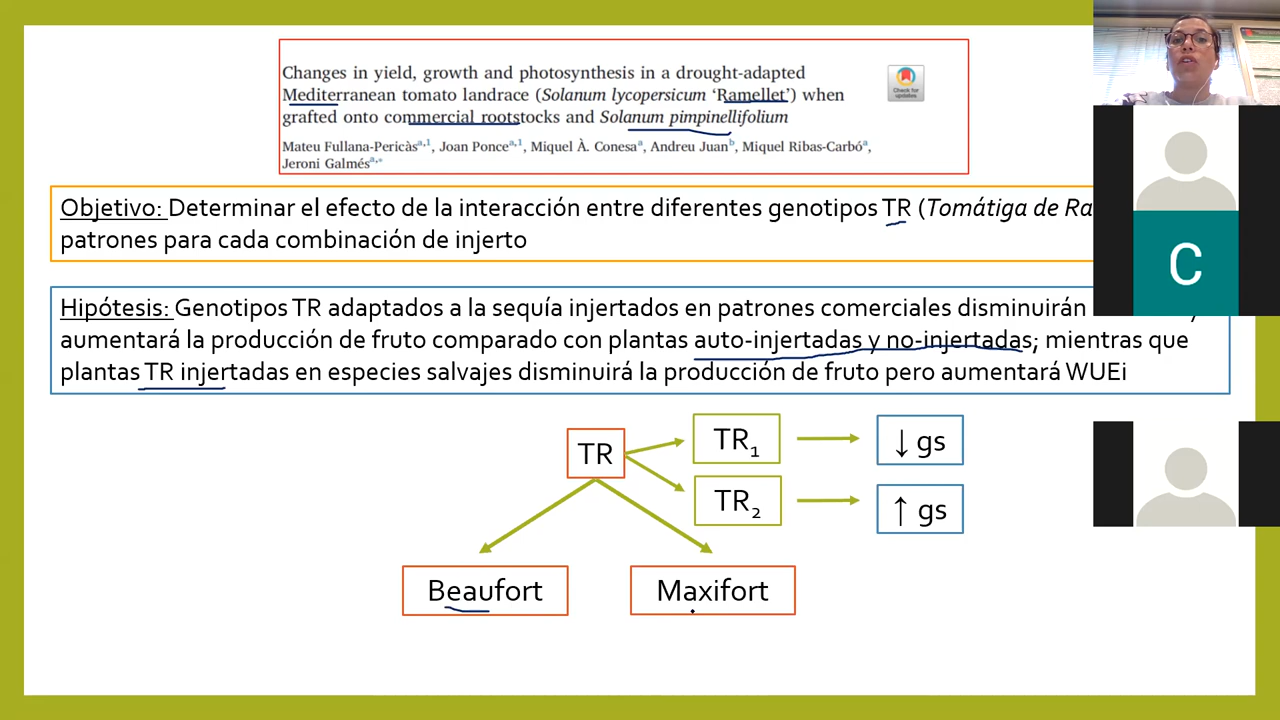 Changes in yield, growth and photosynthesis in a drought-adapted
Mediterranean tomato landrace (Solanum lycopersicum 'Ramellet') when
grafted onto commercial rootstocks and Solanum pimpinellifolium
Check for
updates
Mateu Fullana-Pericàs a,1, Joan Ponce a,1, Miquel À. Conesa a, Andreu Juan b, Miquel Ribas-Carbó a,
Jeroni Galmés a,*
Objetivo: Determinar el efecto de la interacción entre diferentes genotipos TR (Tomátiga de Ra
patrones para cada combinación de injerto
C
Hipótesis: Genotipos TR adaptados a la sequía injertados en patrones comerciales disminuirán
aumentará la producción de fruto comparado con plantas auto-injertadas y no-injertadas; mientras que
plantas TR injertadas en especies salvajes disminuirá la producción de fruto pero aumentará WUEi
TR
TR1
↓ gs
TR2
↑ gs
Beaufort
Maxifort